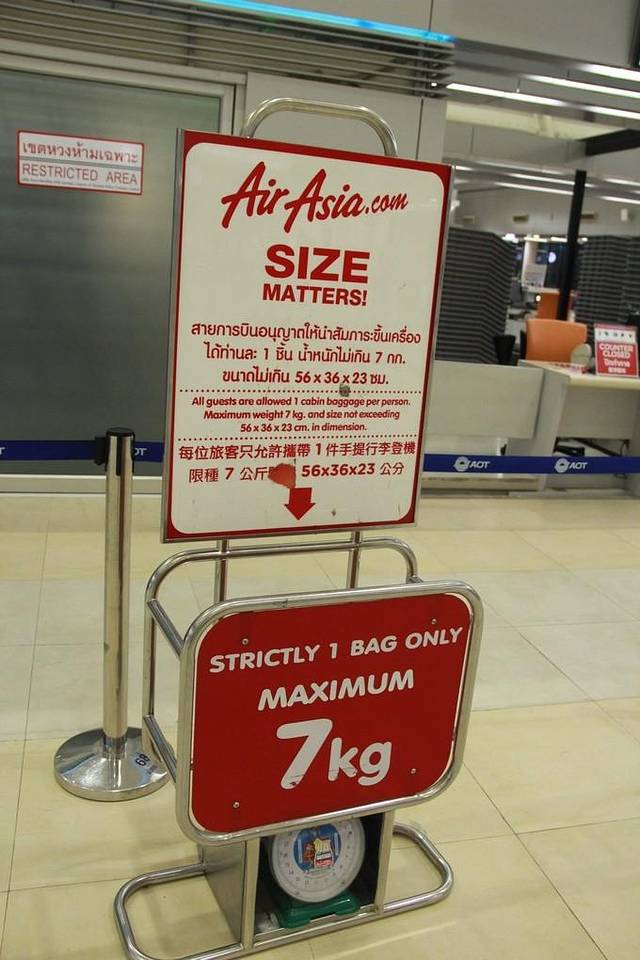 เขตหวงห้ามเฉพาะ
RESTRICTED AREA
AirAsia.com
SIZE
MATTERS!
สายการบินอนุญาตให้นำสัมภาระขึ้นเครื่อง
ได้ท่านละ 1 ชิ้น น้ำหนักไม่เกิน 7 กก.
ขนาดไม่เกิน 56 x 36 x 23 ซม.
All guests are allowed 1 cabin baggage per person.
Maximum weight 7 kg. and size not exceeding
56 x 36 x 23 cm. in dimension.
每位旅客只允許攜帶 1 件手提行李登機
限種 7 公斤 56x36x23 公分
COUNTER
CLOSED
AOT
AOT
OT
STRICTLY 1 BAG ONLY
MAXIMUM
7kg